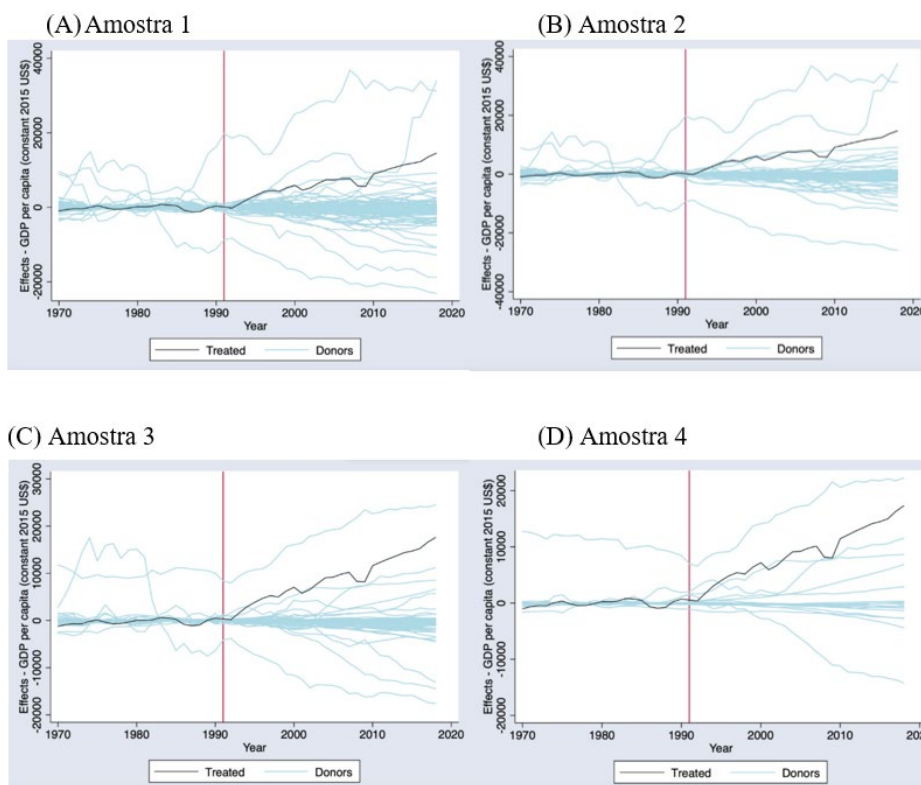 (A) Amostra 1
Effects - GDP per capita (constant 2015 US$)
40000
20000
0
-20000
1970 1980 1990 2000 2010 2020
Year
Treated Donors
(B) Amostra 2
Effects - GDP per capita (constant 2015 US$)
40000
20000
0
-20000
-40000
1970 1980 1990 2000 2010 2020
Year
Treated Donors
(C) Amostra 3
Effects - GDP per capita (constant 2015 US$)
30000
20000
10000
0
-10000
-20000
1970 1980 1990 2000 2010 2020
Year
Treated Donors
(D) Amostra 4
Effects - GDP per capita (constant 2015 US$)
20000
10000
0
-10000
-20000
1970 1980 1990 2000 2010 202
Year
Treated Donors